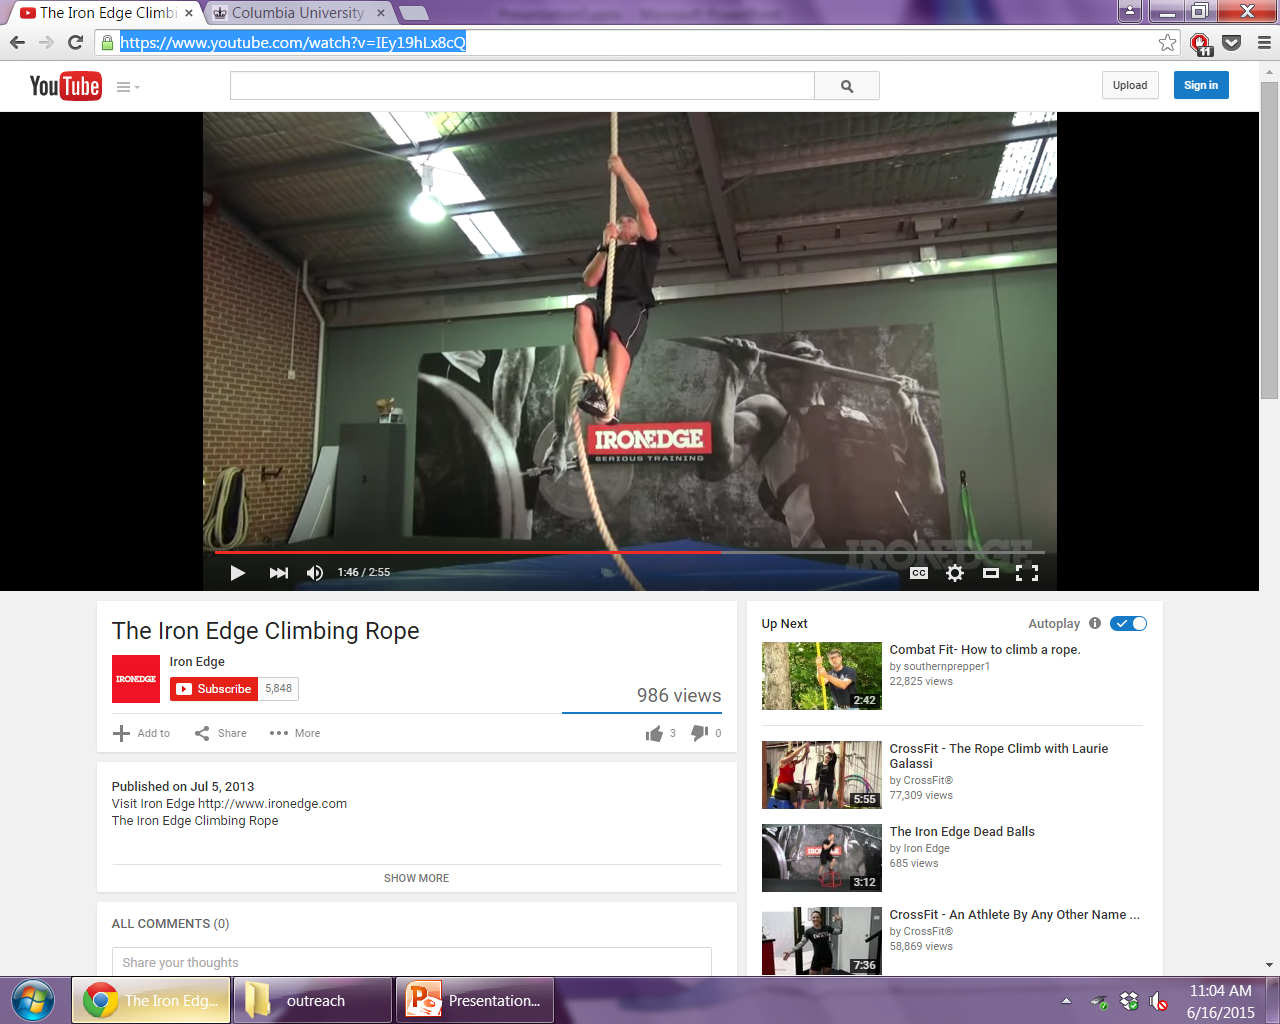 The Iron Edge Climbi
Columbia University
https://www.youtube.com/watch?v=IEy19hLx8cQ
11
YouTube
Upload
Sign in
IRONEDGE
SERIOUS TRAINING
IRONEDGE
1:46 / 2:55
CC
The Iron Edge Climbing Rope
IRONEDGE
Iron Edge
Subscribe
5,848
986 views
Add to
Share
More
3
0
Published on Jul 5, 2013
Visit Iron Edge http://www.ironedge.com
The Iron Edge Climbing Rope
SHOW MORE
ALL COMMENTS (0)
Share your thoughts
Up Next
Autoplay
2:42
Combat Fit- How to climb a rope.
by southernprepper1
22,825 views
5:55
CrossFit - The Rope Climb with Laurie
Galassi
by CrossFit®
77,309 views
3:12
The Iron Edge Dead Balls
by Iron Edge
685 views
7:36
CrossFit - An Athlete By Any Other Name ...
by CrossFit®
58,869 views
The Iron Edg...
outreach
Presentation...
11:04 AM
6/16/2015